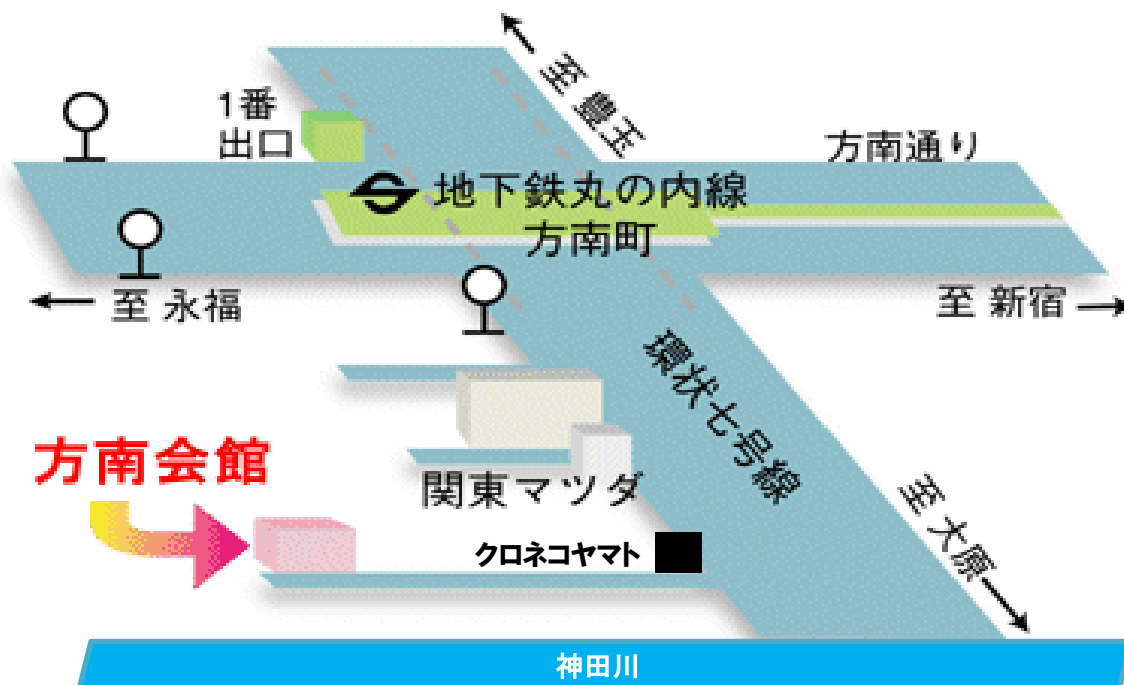 至 豊玉
1番
出口
方南通り
地下鉄丸の内線
方南町
至 永福
至 新宿
環状七号線
方南会館
関東マツダ
至 大原
クロネコヤマト
神田川